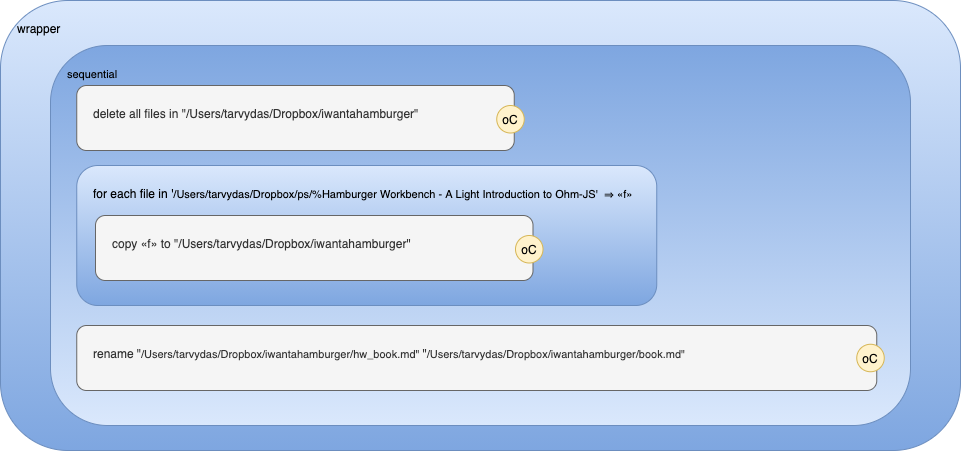 wrapper
sequential
delete all files in "/Users/tarvydas/Dropbox/iwantahamburger"
oC
for each file in '/Users/tarvydas/Dropbox/ps/%Hamburger Workbench - A Light Introduction to Ohm-JS' ⇒ «f»
copy «f» to "/Users/tarvydas/Dropbox/iwantahamburger"
oC
rename "/Users/tarvydas/Dropbox/iwantahamburger/hw_book.md" "/Users/tarvydas/Dropbox/iwantahamburger/book.md"
oC